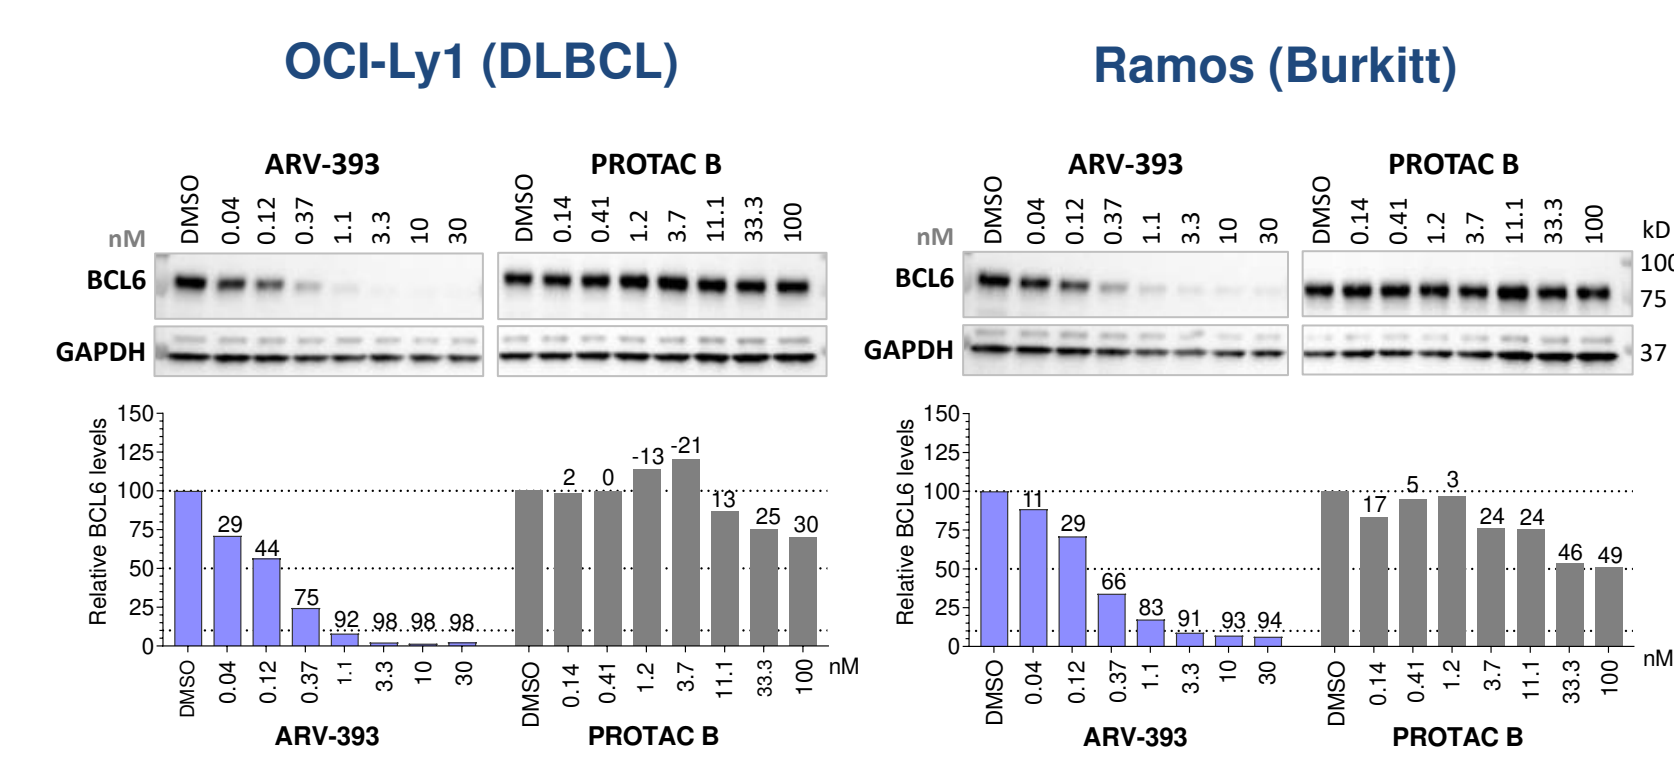 OCI-Ly1 (DLBCL)
Ramos (Burkitt)
ARV-393
PROTAC B
ARV-393
PROTAC B
nM DMSO 0.04 0.12 0.37 1.1 3.3 10 30
DMSO 0.14 0.41 1.2 3.7 11.1 33.3 100
nM DMSO 0.04 0.12 0.37 1.1 3.3 10 30
DMSO 0.14 0.41 1.2 3.7 11.1 33.3 100
kD
BCL6
BCL6
100
75
GAPDH
GAPDH
37
Relative BCL6 levels
150
125
100
75
50
25
0
29 44 75 92 98 98 98
2 0 -13 -21 13 25 30
DMSO 0.04 0.12 0.37 1.1 3.3 10 30
DMSO 0.14 0.41 1.2 3.7 11.1 33.3 100 nM
ARV-393
PROTAC B
Relative BCL6 levels
150
125
100
75
50
25
0
11 29 66 83 91 93 94
17 5 3 24 24 46 49
DMSO 0.04 0.12 0.37 1.1 3.3 10 30
DMSO 0.14 0.41 1.2 3.7 11.1 33.3 100 nM
ARV-393
PROTAC B